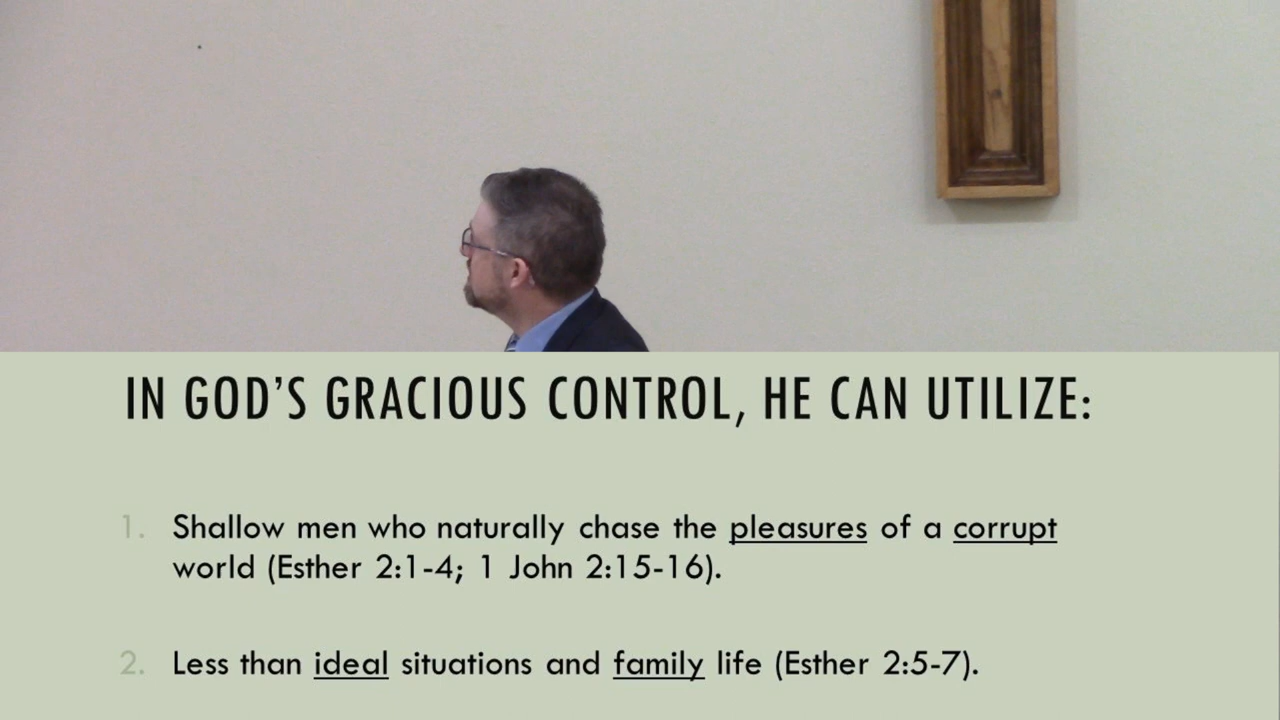 IN GOD’S GRACIOUS CONTROL, HE CAN UTILIZE:
1. Shallow men who naturally chase the pleasures of a corrupt
world (Esther 2:1-4; 1 John 2:15-16).
2. Less than ideal situations and family life (Esther 2:5-7).